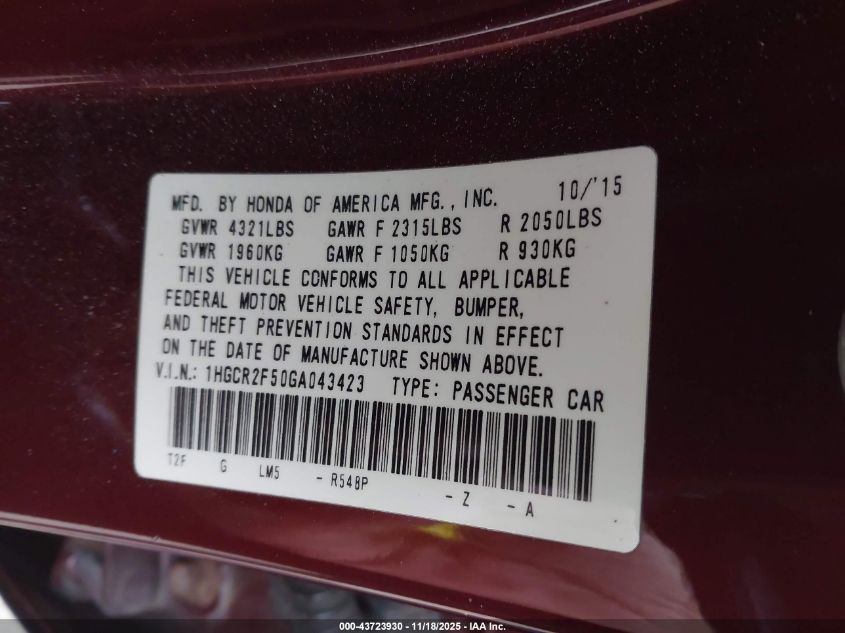 MFD. BY HONDA OF AMERICA MFG., INC. 10/'15
GVWR 4321LBS GAWR F 2315LBS R 2050LBS
GVWR 1960KG GAWR F 1050KG R 930KG
THIS VEHICLE CONFORMS TO ALL APPLICABLE
FEDERAL MOTOR VEHICLE SAFETY, BUMPER,
AND THEFT PREVENTION STANDARDS IN EFFECT
ON THE DATE OF MANUFACTURE SHOWN ABOVE.
V.I.N.: 1HGCR2F50GA043423 TYPE: PASSENGER CAR
T2F G LM5 - R548P - Z - A
000-43723930 - 11/18/2025 - IAA Inc.